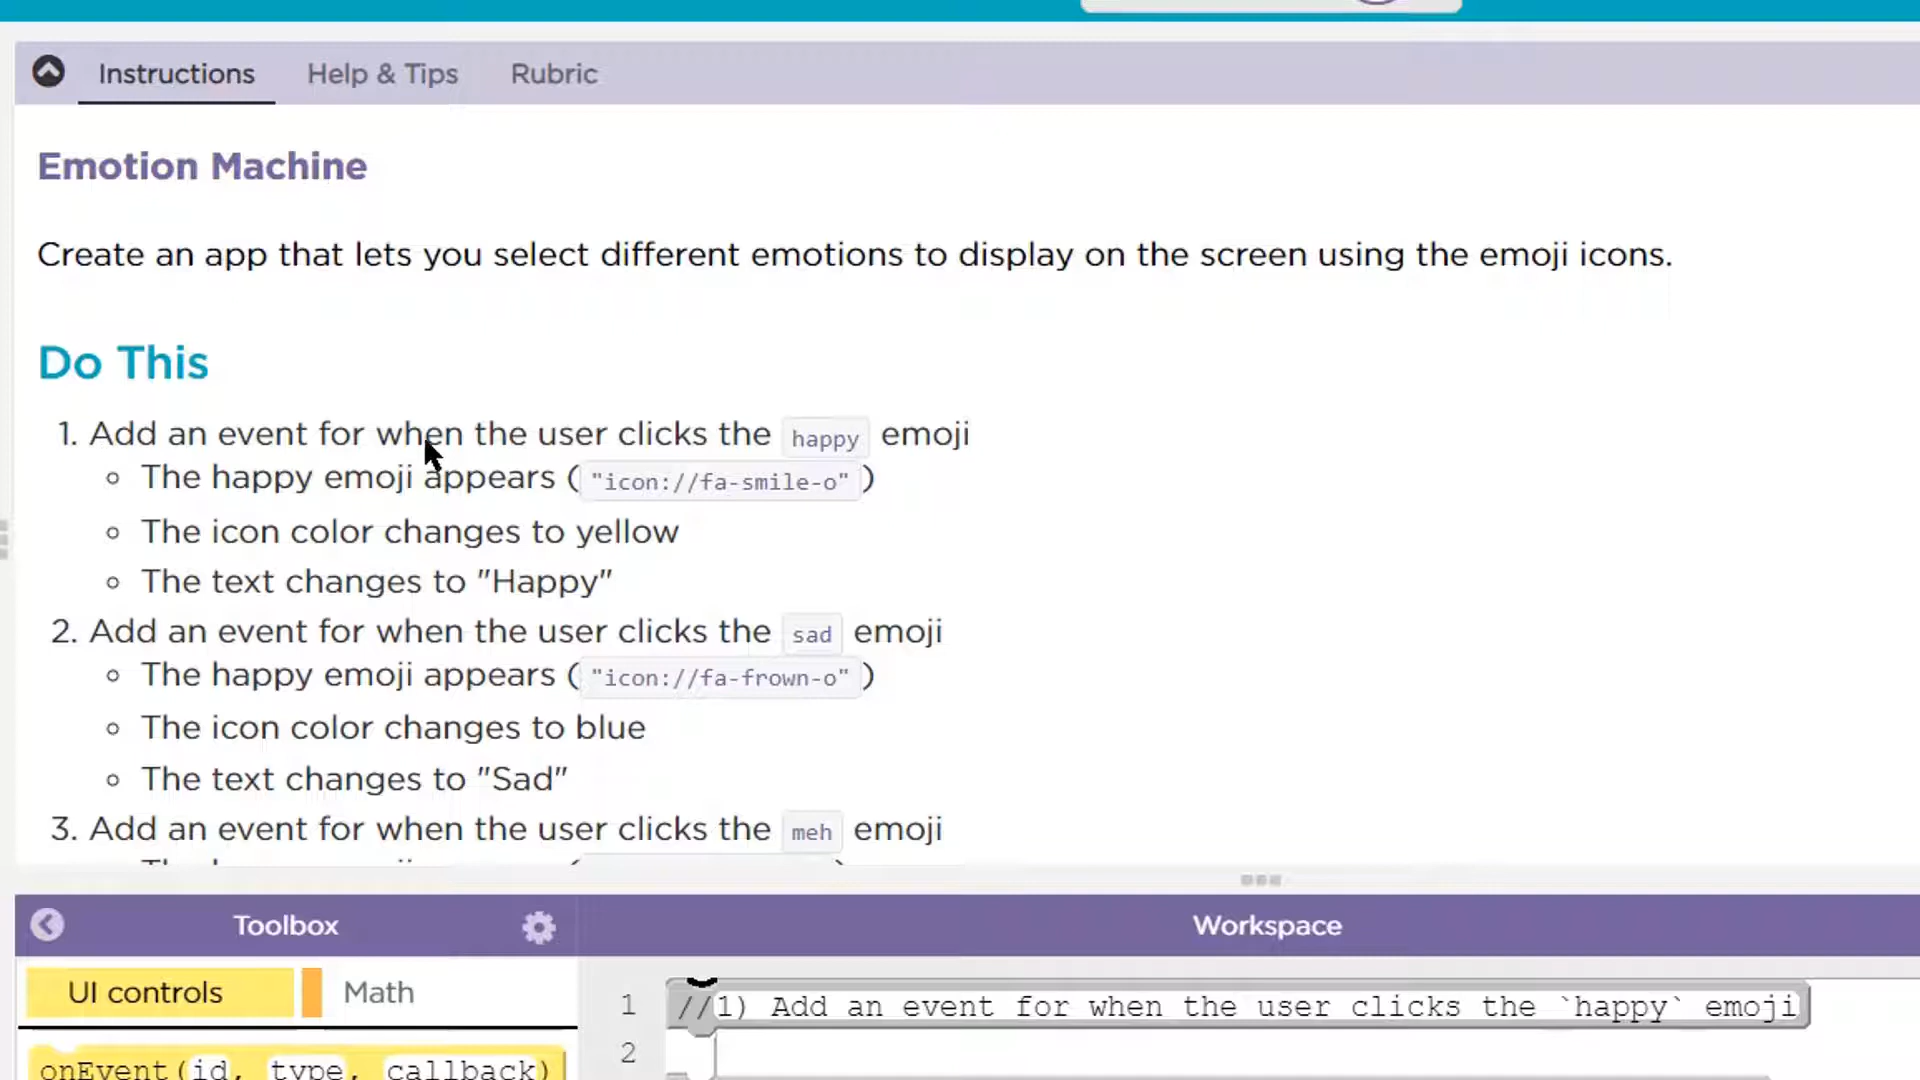 Instructions Help & Tips Rubric
Emotion Machine
Create an app that lets you select different emotions to display on the screen using the emoji icons.
Do This
1. Add an event for when the user clicks the happy emoji
The happy emoji appears ("icon://fa-smile-o")
The icon color changes to yellow
The text changes to "Happy"
2. Add an event for when the user clicks the sad emoji
The happy emoji appears ("icon://fa-frown-o")
The icon color changes to blue
The text changes to "Sad"
3. Add an event for when the user clicks the meh emoji
Toolbox Workspace
UI controls Math
1 //1) Add an event for when the user clicks the `happy` emoji
2
onEvent(id, type, callback)